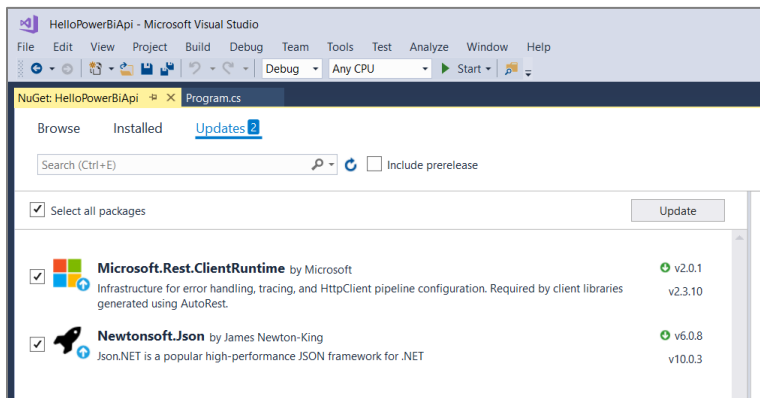 HelloPowerBiApi - Microsoft Visual Studio
File Edit View Project Build Debug Team Tools Test Analyze Window Help
Debug Any CPU Start
NuGet: HelloPowerBiApi Program.cs
Browse Installed Updates 2
Search (Ctrl+E) Include prerelease
Select all packages Update
Microsoft.Rest.ClientRuntime by Microsoft v2.0.1
Infrastructure for error handling, tracing, and HttpClient pipeline configuration. Required by client libraries v2.3.10
generated using AutoRest.
Newtonsoft.Json by James Newton-King v6.0.8
Json.NET is a popular high-performance JSON framework for .NET v10.0.3